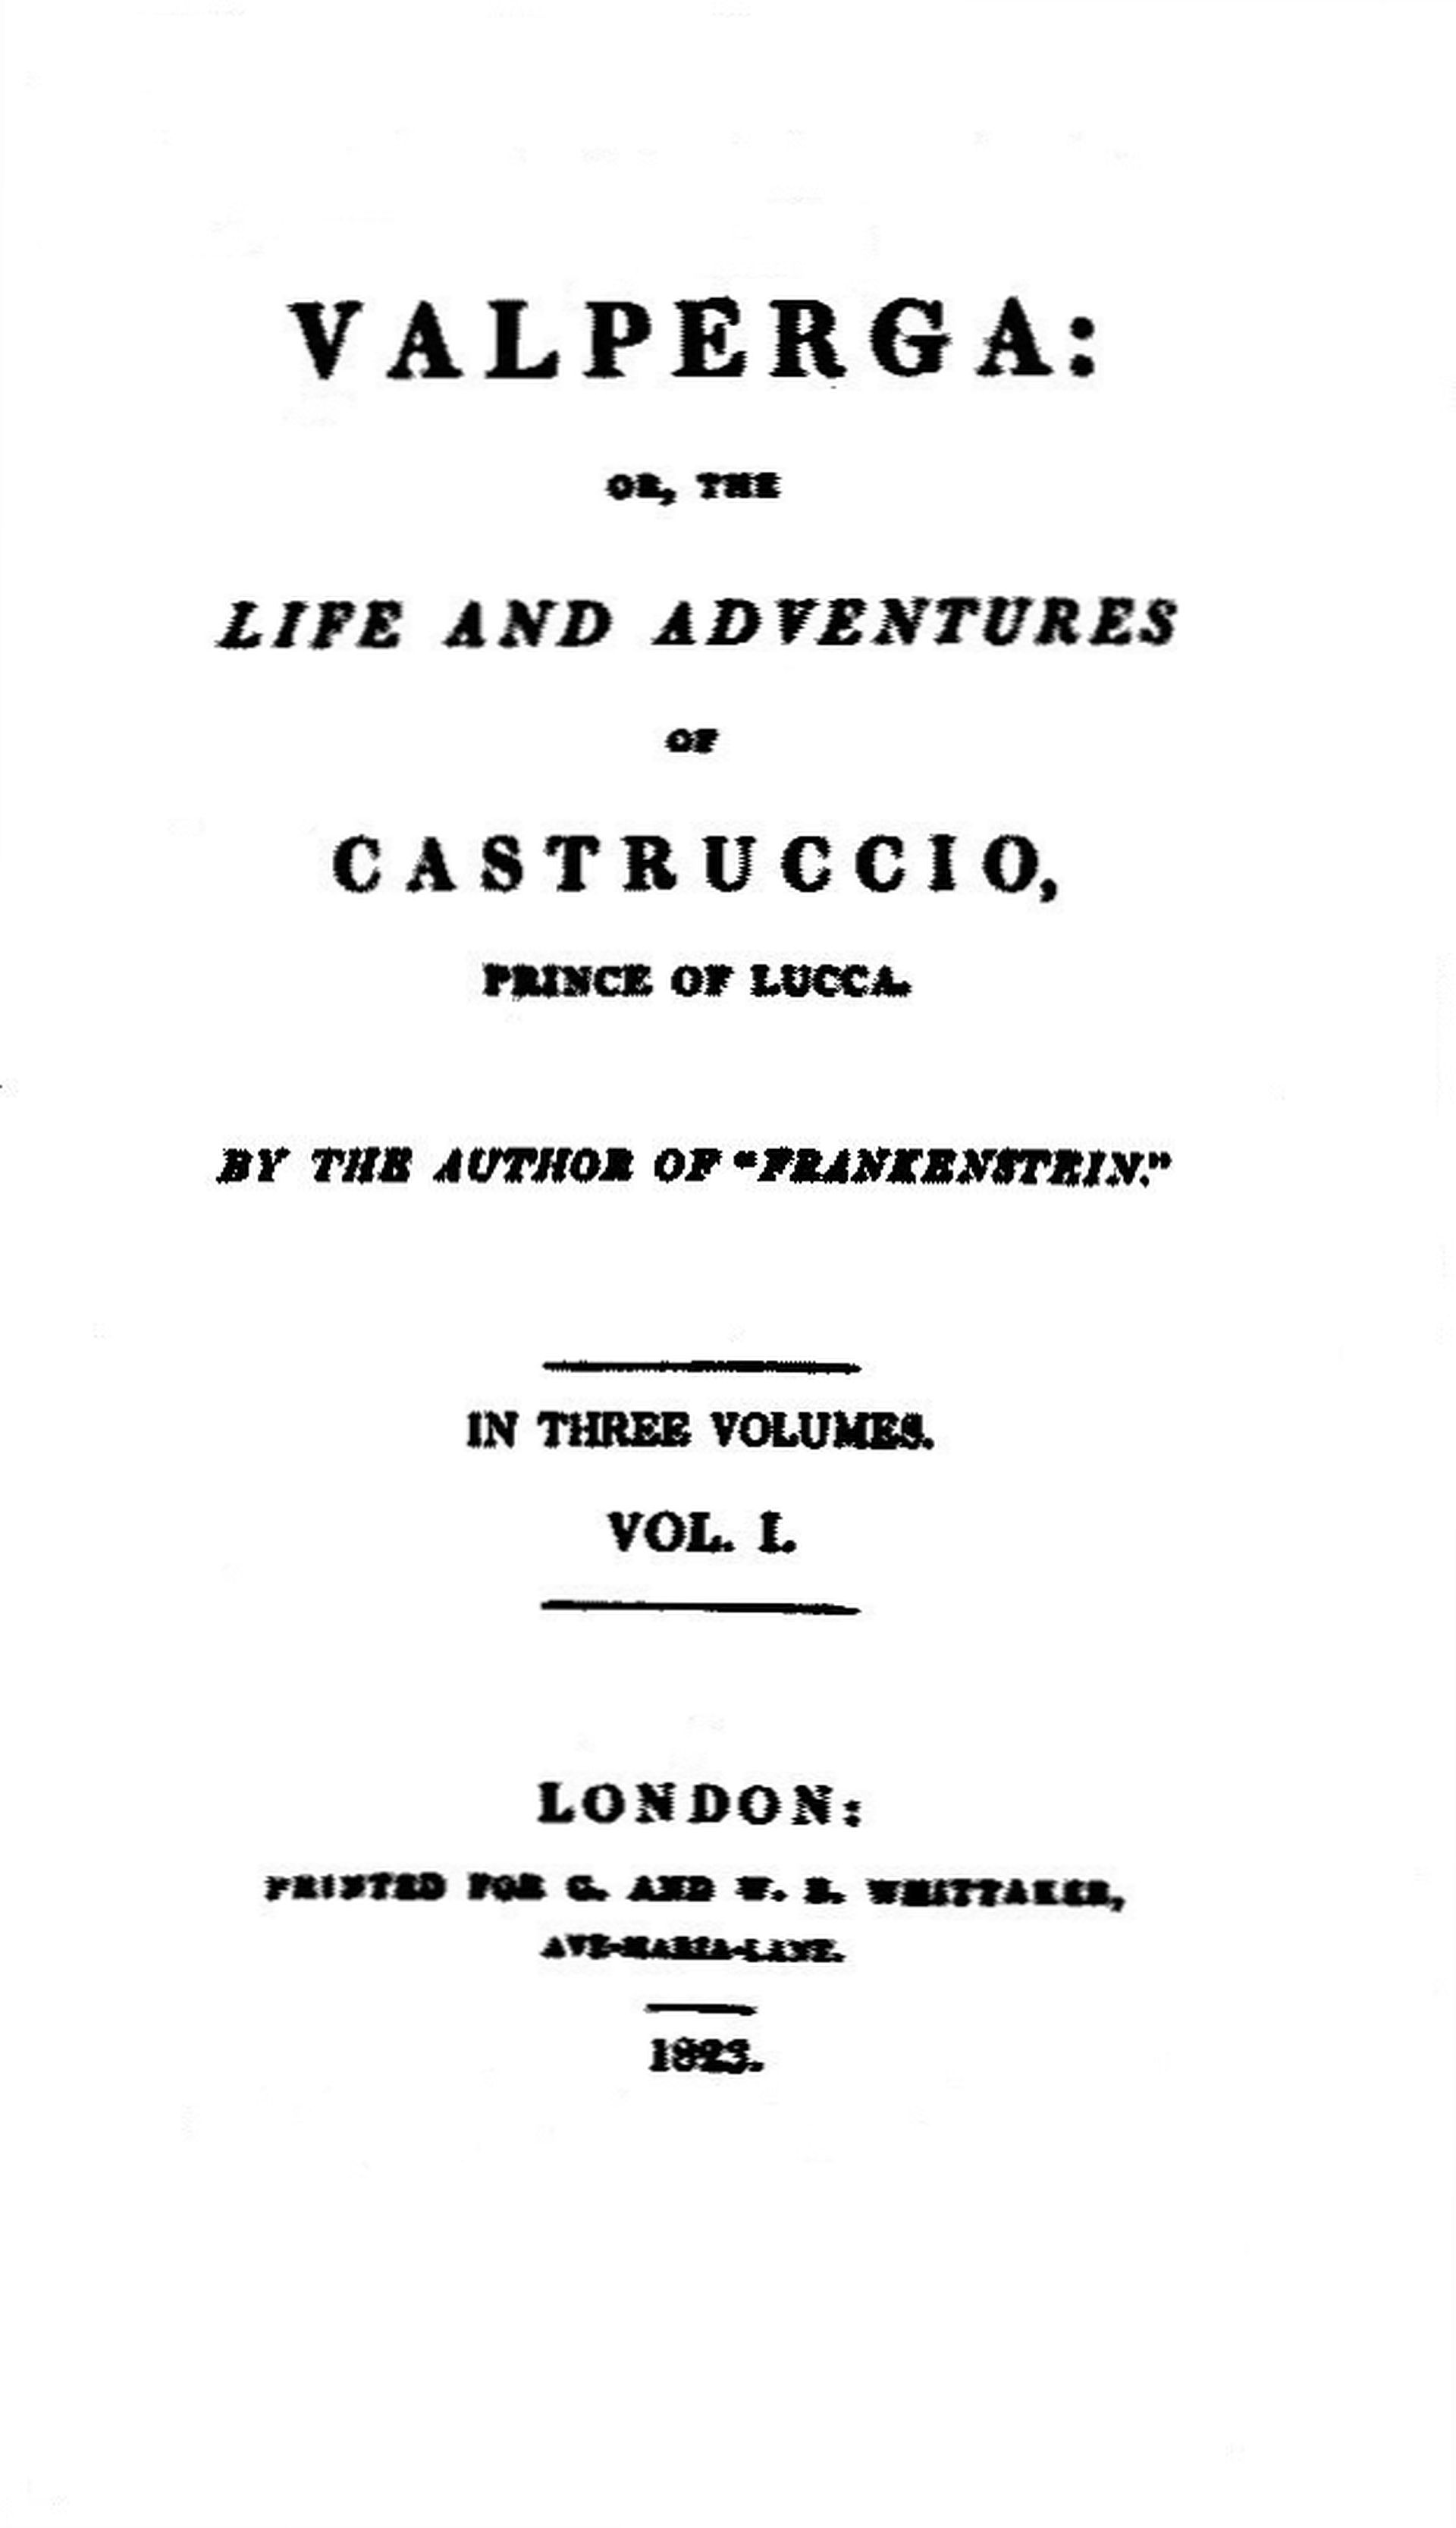 VALPERGA:
OR, THE
LIFE AND ADVENTURES
OF
CASTRUCCIO,
PRINCE OF LUCCA.
BY THE AUTHOR OF “FRANKENSTEIN.”
IN THREE VOLUMES.
VOL. I.
LONDON:
PRINTED FOR G. AND W. B. WHITTAKER,
AVE-MARIA-LANE.
1823.